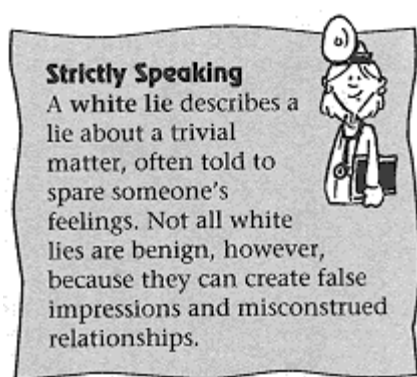 Strictly Speaking
A white lie describes a
lie about a trivial
matter, often told to
spare someone's
feelings. Not all white
lies are benign, however,
because they can create false
impressions and misconstrued
relationships.